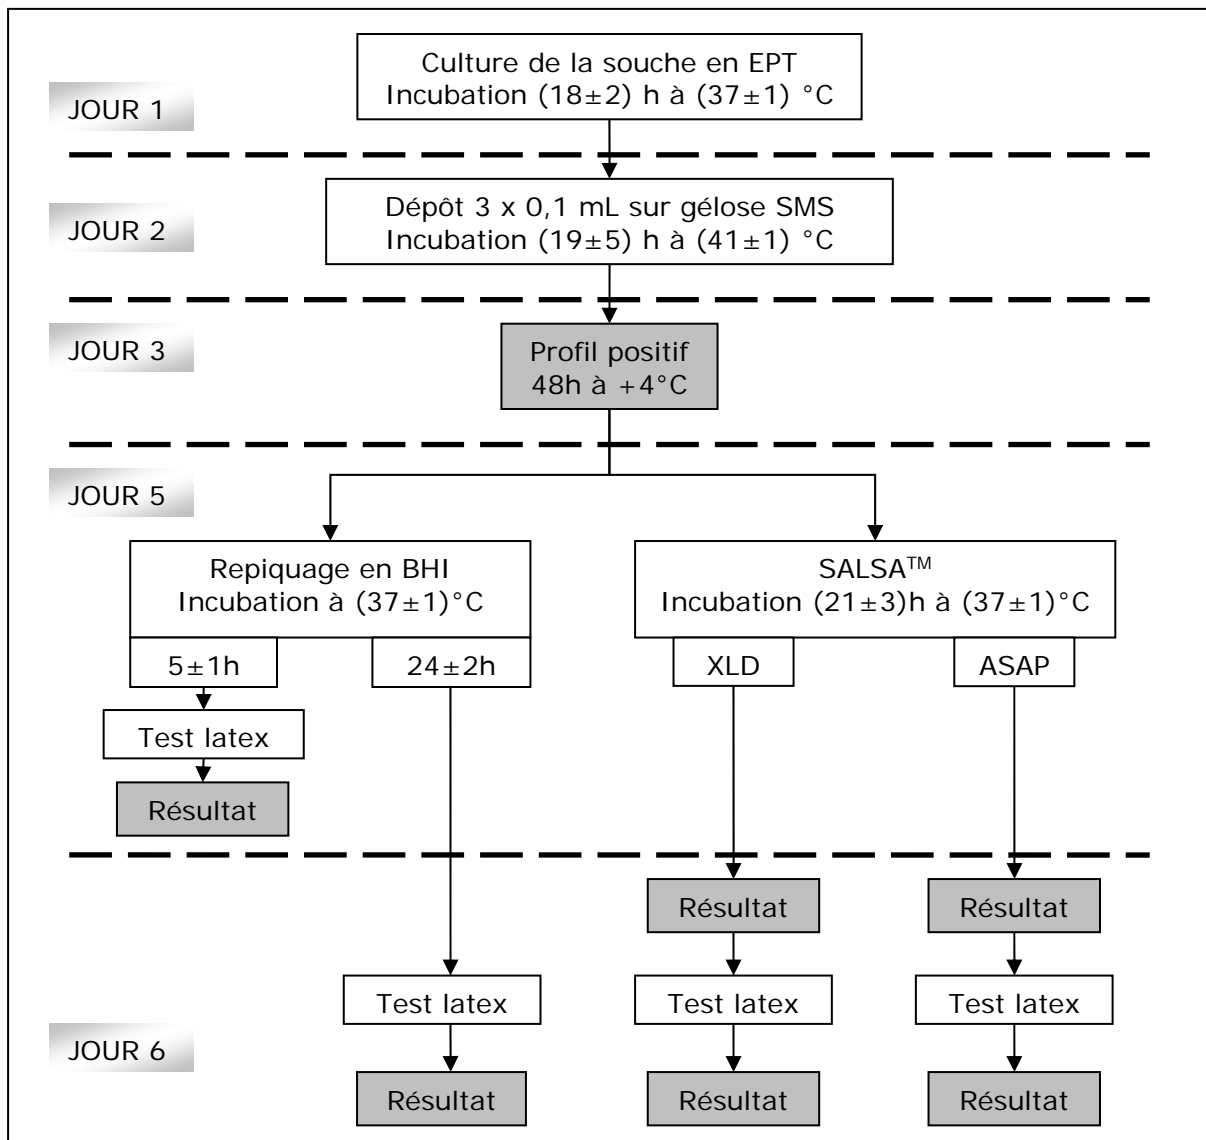 Culture de la souche en EPT
Incubation (18±2) h à (37±1) °C
JOUR 1
Dépôt 3 x 0,1 mL sur gélose SMS
Incubation (19±5) h à (41±1) °C
JOUR 2
JOUR 3
Profil positif
48h à +4°C
JOUR 5
Repiquage en BHI
Incubation à (37±1)°C
5±1h
24±2h
SALSA™
Incubation (21±3)h à (37±1)°C
XLD
ASAP
Test latex
Résultat
Résultat
Résultat
Test latex
Test latex
Test latex
JOUR 6
Résultat
Résultat
Résultat